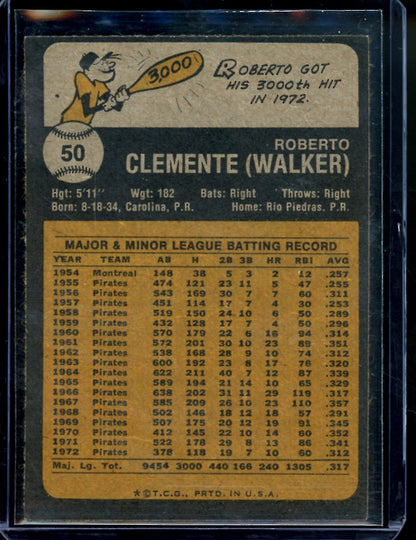 3,000
ROBERTO GOT
HIS 3000th HIT
IN 1972.
50
ROBERTO
CLEMENTE (WALKER)
Hgt: 5'11" Wgt: 182 Bats: Right Throws: Right
Born: 8-18-34, Carolina, P.R. Home: Rio Piedras, P.R.
MAJOR & MINOR LEAGUE BATTING RECORD
YEAR TEAM AB H 2B 3B HR RBI AVG
1954 Montreal 148 38 5 3 2 12 .257
1955 Pirates 474 121 23 11 5 47 .255
1956 Pirates 543 169 30 7 7 60 .311
1957 Pirates 451 114 17 7 4 30 .253
1958 Pirates 519 150 24 10 6 50 .289
1959 Pirates 432 128 17 7 4 50 .296
1960 Pirates 570 179 22 6 16 94 .314
1961 Pirates 572 201 30 10 23 89 .351
1962 Pirates 538 168 28 9 10 74 .312
1963 Pirates 600 192 23 8 17 76 .320
1964 Pirates 622 211 40 7 12 87 .339
1965 Pirates 589 194 21 14 10 65 .329
1966 Pirates 638 202 31 11 29 119 .317
1967 Pirates 585 209 26 10 23 110 .357
1968 Pirates 502 146 18 12 18 57 .291
1969 Pirates 507 175 20 12 19 91 .345
1970 Pirates 412 145 22 10 14 60 .352
1971 Pirates 522 178 29 8 13 86 .341
1972 Pirates 378 118 19 7 10 60 .312
Maj. Lg. Tot. 9454 3000 440 166 240 1305 .317
★©T.C.G., PRTD. IN U.S.A.